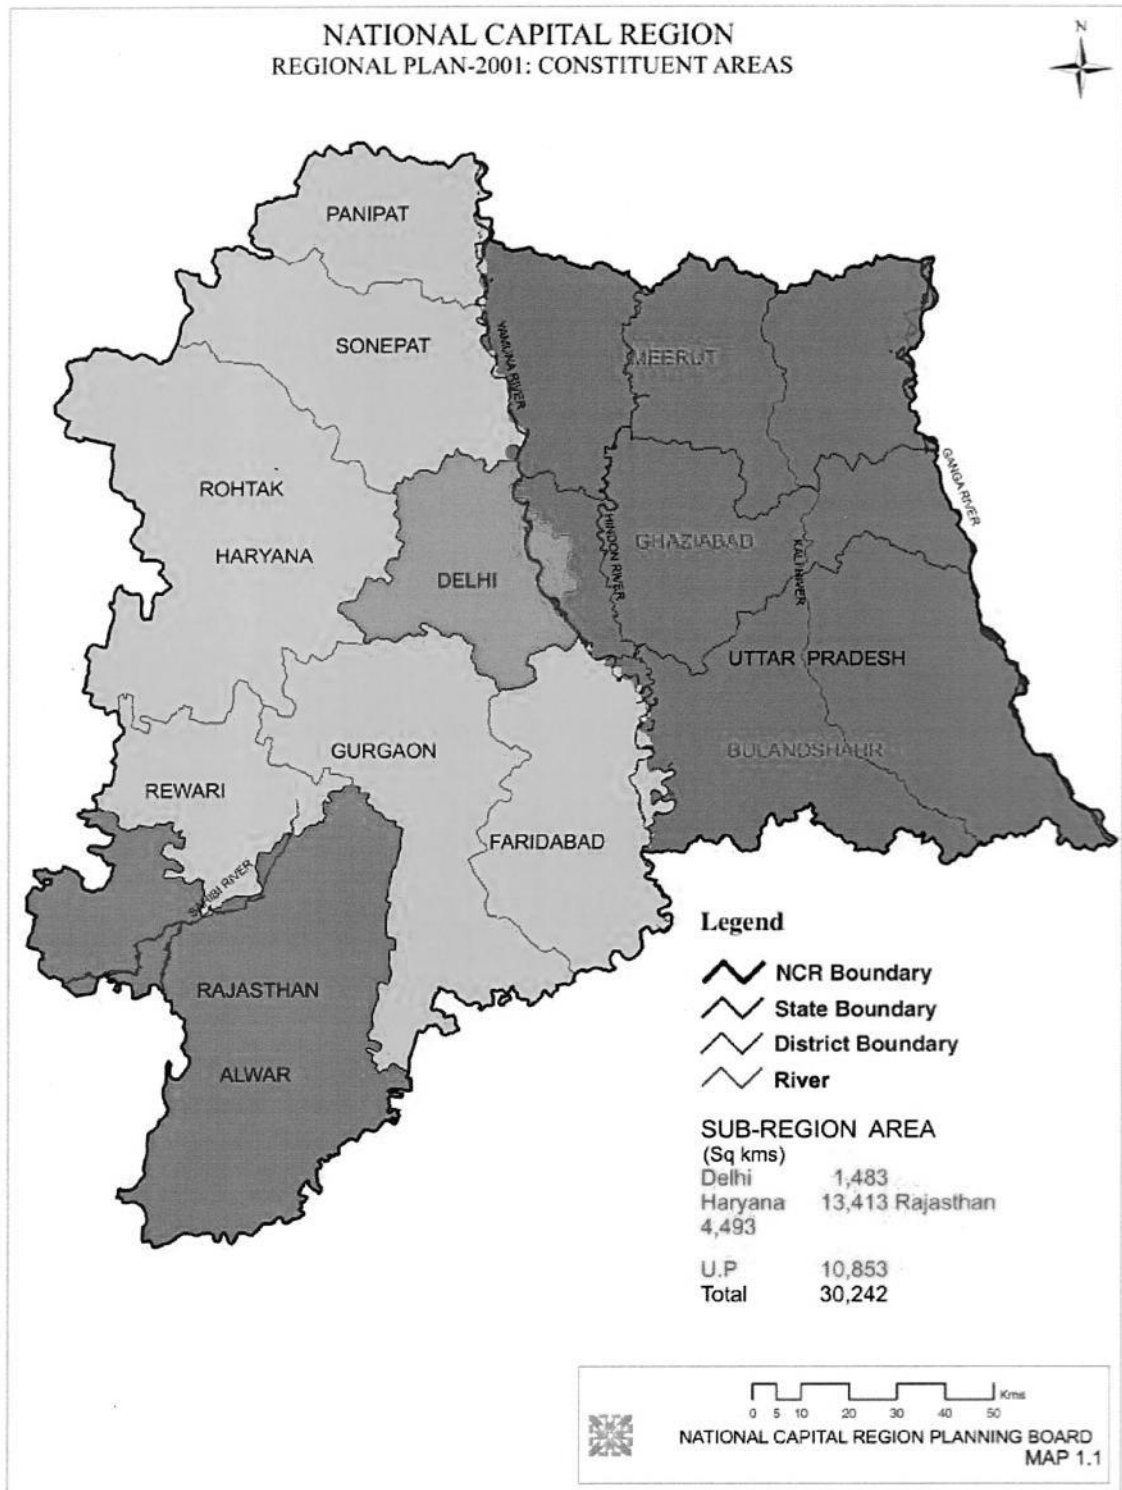 NATIONAL CAPITAL REGION
REGIONAL PLAN-2001: CONSTITUENT AREAS
N
PANIPAT
SONEPAT
YAMUNA RIVER
MEERUT
ROHTAK
GANGA RIVER
HARYANA
HINDON RIVER
GHAZIABAD
KALI RIVER
DELHI
UTTAR PRADESH
GURGAON
BULANDSHAHR
REWARI
FARIDABAD
SAHIBI RIVER
RAJASTHAN
ALWAR
Legend
NCR Boundary
State Boundary
District Boundary
River
SUB-REGION AREA
(Sq kms)
Delhi 1,483
Haryana 13,413 Rajasthan
4,493
U.P 10,853
Total 30,242
Kms
0 5 10 20 30 40 50
NATIONAL CAPITAL REGION PLANNING BOARD
MAP 1.1